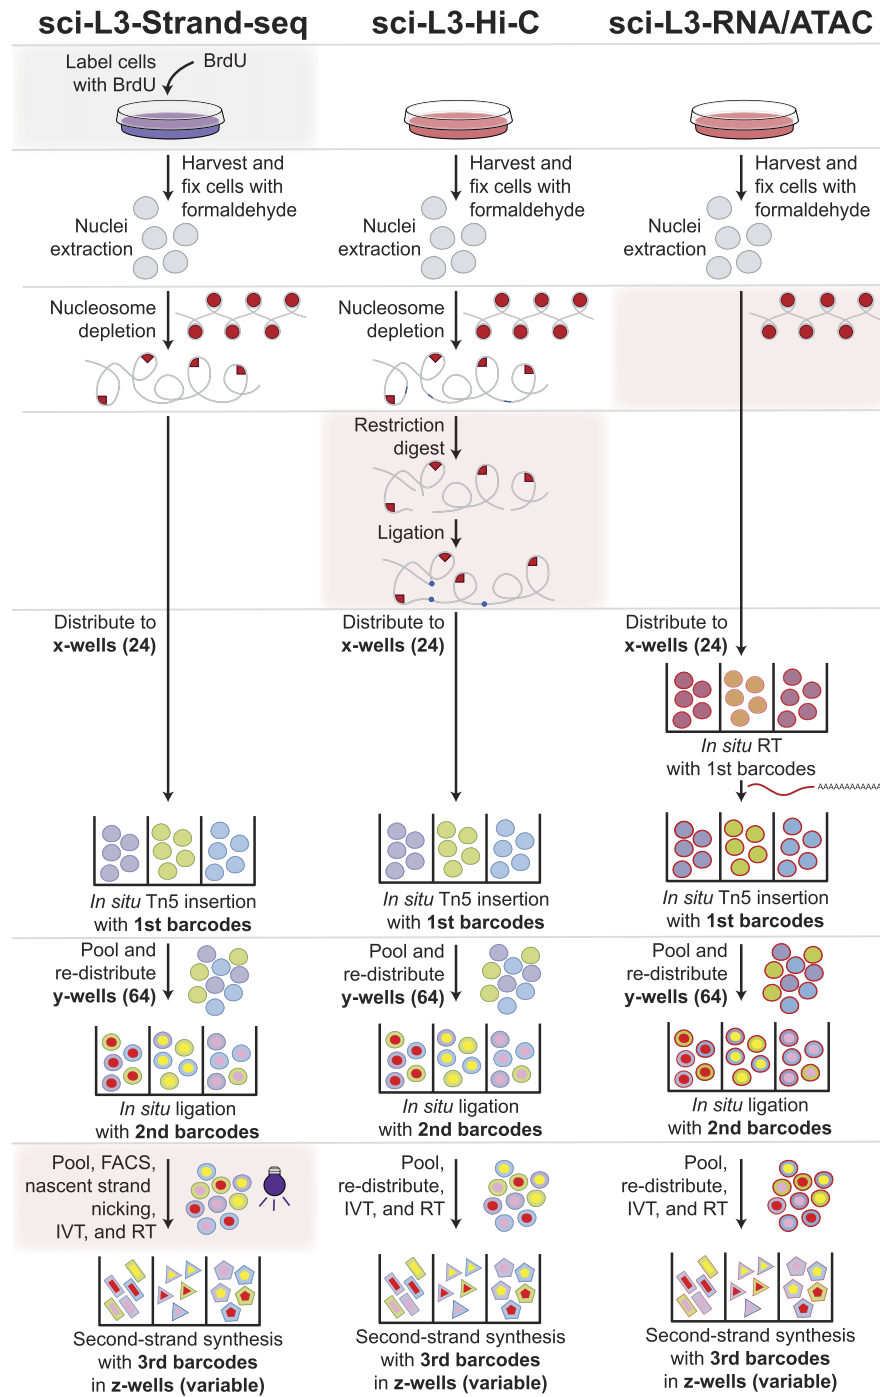 sci-L3-Strand-seq
sci-L3-Hi-C
sci-L3-RNA/ATAC
Label cells
with BrdU
BrdU
Harvest and
fix cells with
formaldehyde
Nuclei
extraction
Harvest and
fix cells with
formaldehyde
Nuclei
extraction
Harvest and
fix cells with
formaldehyde
Nuclei
extraction
Nucleosome
depletion
Nucleosome
depletion
Restriction
digest
Ligation
Distribute to
x-wells (24)
Distribute to
x-wells (24)
Distribute to
x-wells (24)
In situ RT
with 1st barcodes
AAAAAAAAAAAA
In situ Tn5 insertion
with 1st barcodes
In situ Tn5 insertion
with 1st barcodes
In situ Tn5 insertion
with 1st barcodes
Pool and
re-distribute
y-wells (64)
Pool and
re-distribute
y-wells (64)
Pool and
re-distribute
y-wells (64)
In situ ligation
with 2nd barcodes
In situ ligation
with 2nd barcodes
In situ ligation
with 2nd barcodes
Pool, FACS,
nascent strand
nicking,
IVT, and RT
Pool,
re-distribute,
IVT, and RT
Pool,
re-distribute,
IVT, and RT
Second-strand synthesis
with 3rd barcodes
in z-wells (variable)
Second-strand synthesis
with 3rd barcodes
in z-wells (variable)
Second-strand synthesis
with 3rd barcodes
in z-wells (variable)